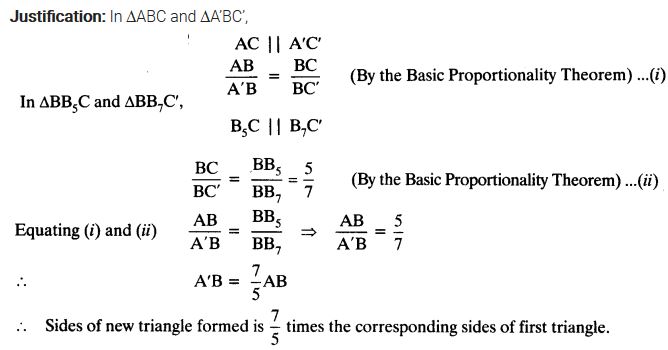 Justification: In ΔABC and ΔA'BC',
AC || A'C'
AB/A'B = BC/BC' (By the Basic Proportionality Theorem) ...(i)
In ΔBB₅C and ΔBB₇C',
B₅C || B₇C'
BC/BC' = BB₅/BB₇ = 5/7 (By the Basic Proportionality Theorem) ...(ii)
Equating (i) and (ii) AB/A'B = BB₅/BB₇ ⇒ AB/A'B = 5/7
∴ A'B = 7/5 AB
∴ Sides of new triangle formed is 7/5 times the corresponding sides of first triangle.